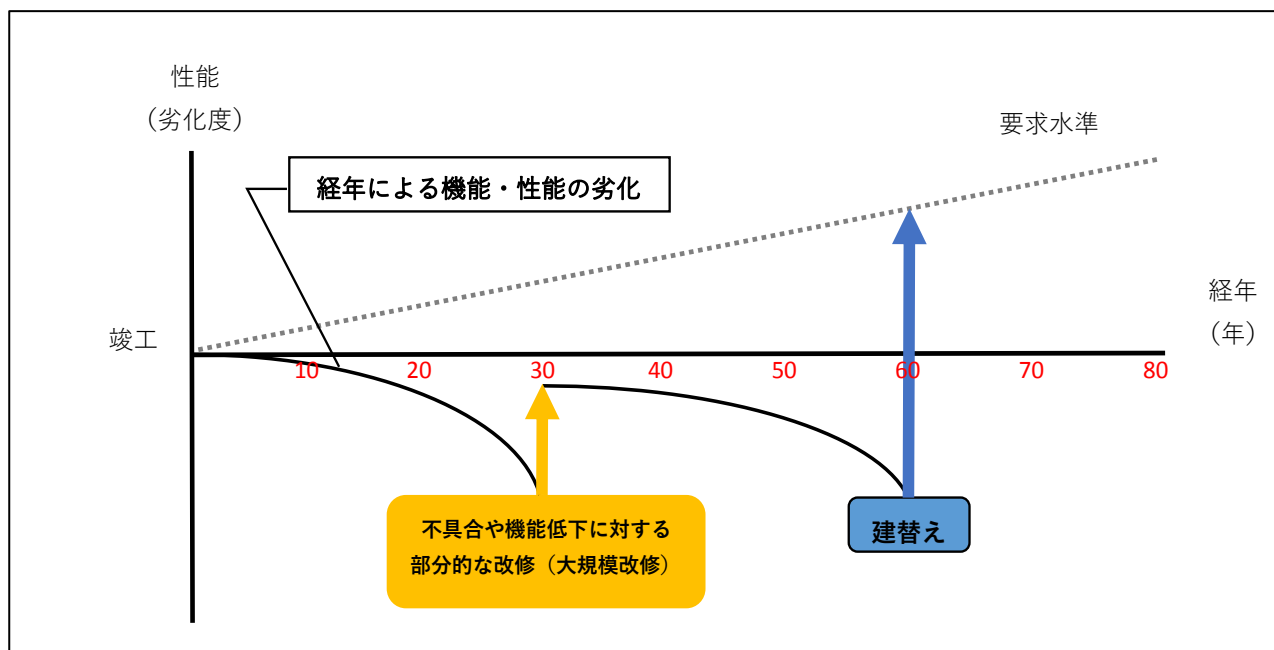 性能
（劣化度）
要求水準
経年による機能・性能の劣化
経年
（年）
竣工
10 20 30 40 50 60 70 80
不具合や機能低下に対する
部分的な改修（大規模改修）
建替え